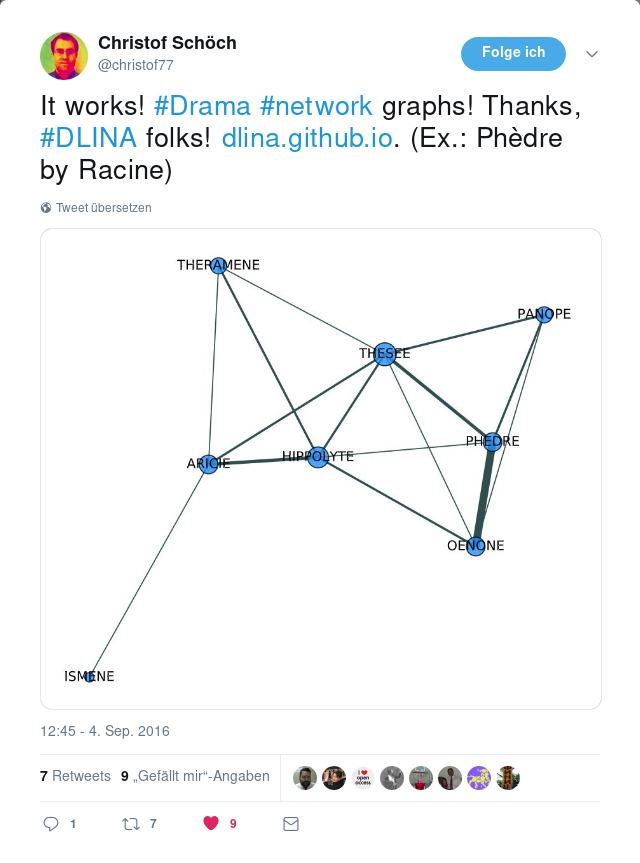 Christof Schöch
@christof77
Folge ich
It works! #Drama #network graphs! Thanks,
#DLINA folks! dlina.github.io. (Ex.: Phèdre
by Racine)
Tweet übersetzen
THERAMENE
PANOPE
THESEE
PHEDRE
HIPPOLYTE
ARICIE
OENONE
ISMENE
12:45 - 4. Sep. 2016
7 Retweets 9 „Gefällt mir“-Angaben
I
open
access
1 7 9